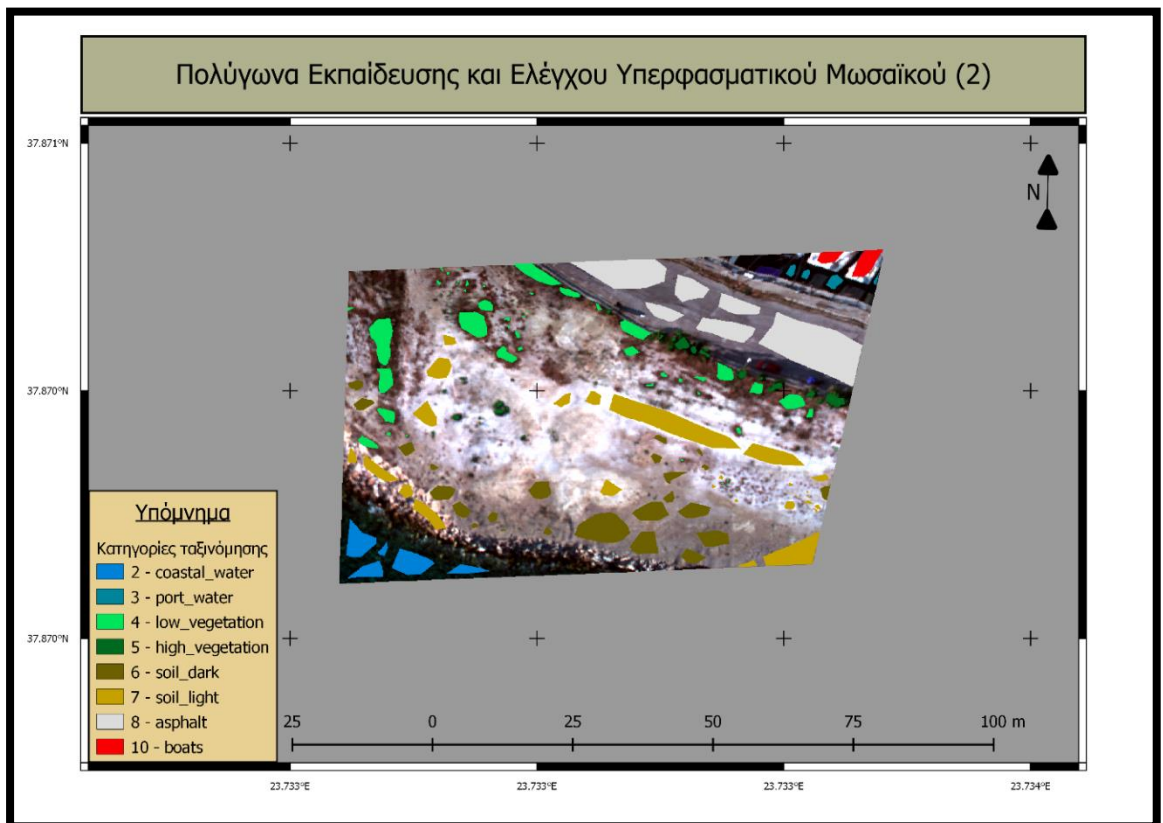 Πολύγωνα Εκπαίδευσης και Ελέγχου Υπερφασματικού Μωσαϊκού (2)
37.871°N
N
37.870°N
Υπόμνημα
Κατηγορίες ταξινόμησης
2 - coastal_water
3 - port_water
4 - low_vegetation
5 - high_vegetation
6 - soil_dark
7 - soil_light
8 - asphalt
10 - boats
37.870°N
25 0 25 50 75 100 m
23.733°E 23.733°E 23.733°E 23.734°E